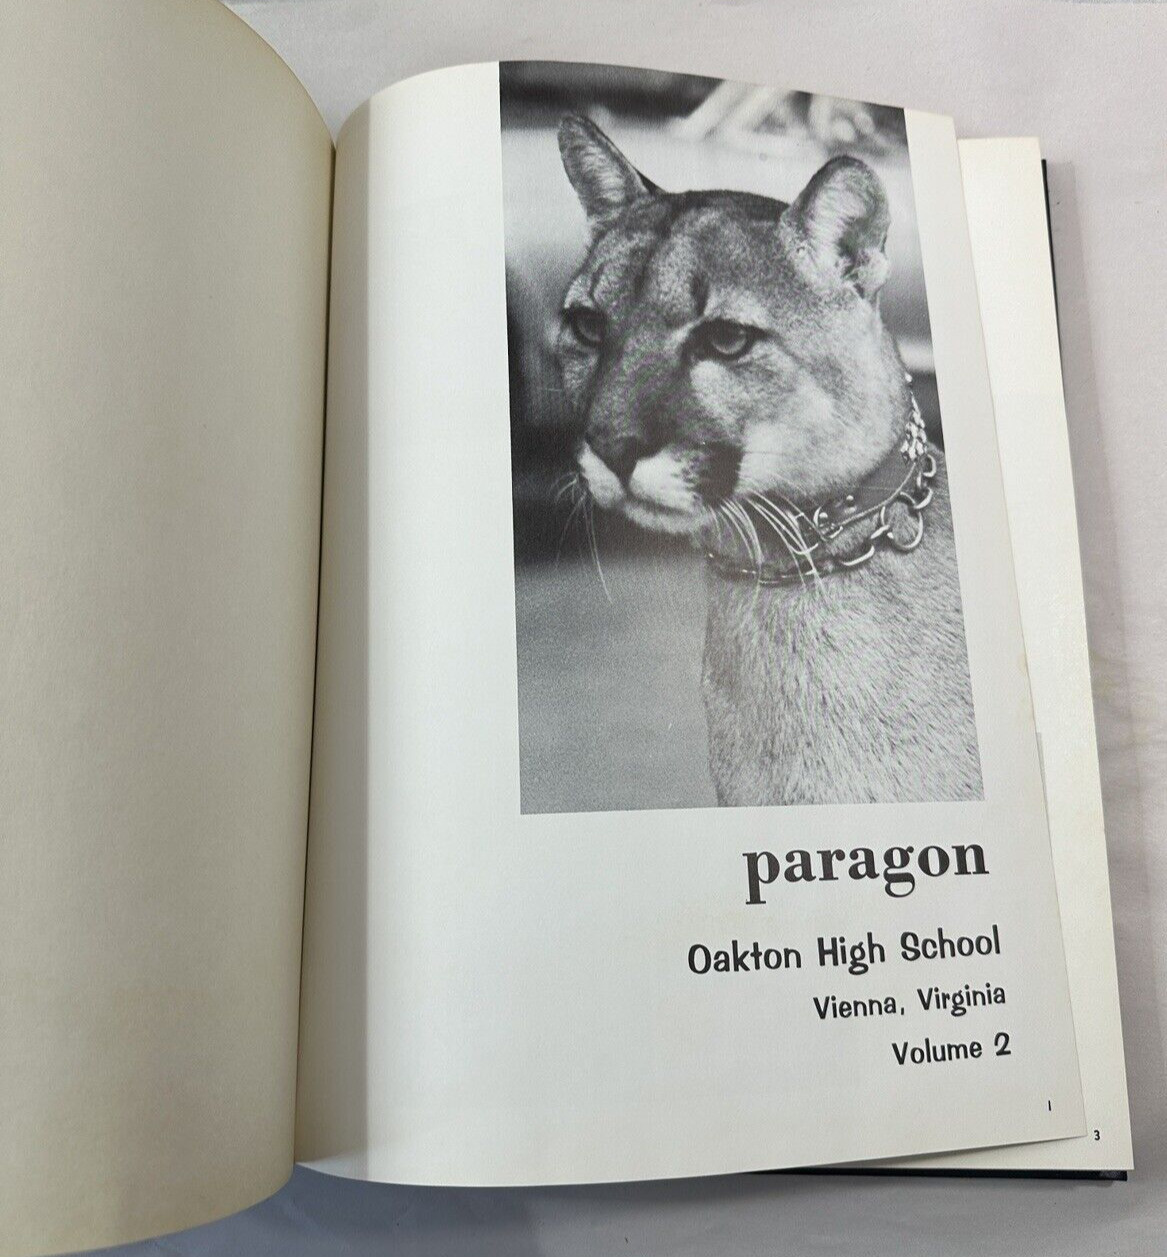 paragon
Oakton High School
Vienna, Virginia
Volume 2
1
3